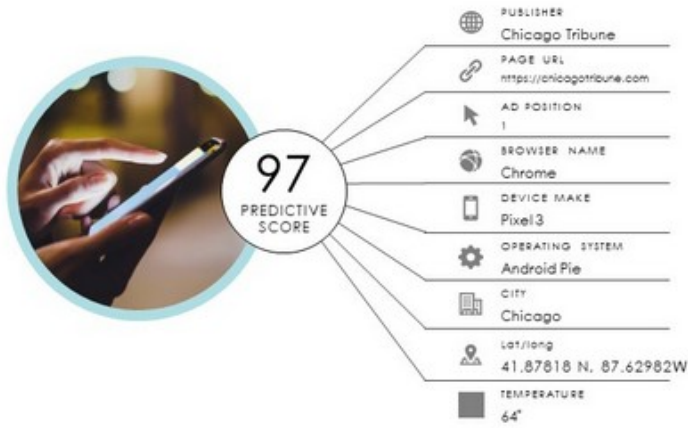 97
PREDICTIVE
SCORE
PUBLISHER
Chicago Tribune
PAGE URL
https://chicagotribune.com
AD POSITION
1
BROWSER NAME
Chrome
DEVICE MAKE
Pixel 3
OPERATING SYSTEM
Android Pie
CITY
Chicago
Lat/long
41.87818 N, 87.62982W
TEMPERATURE
64°